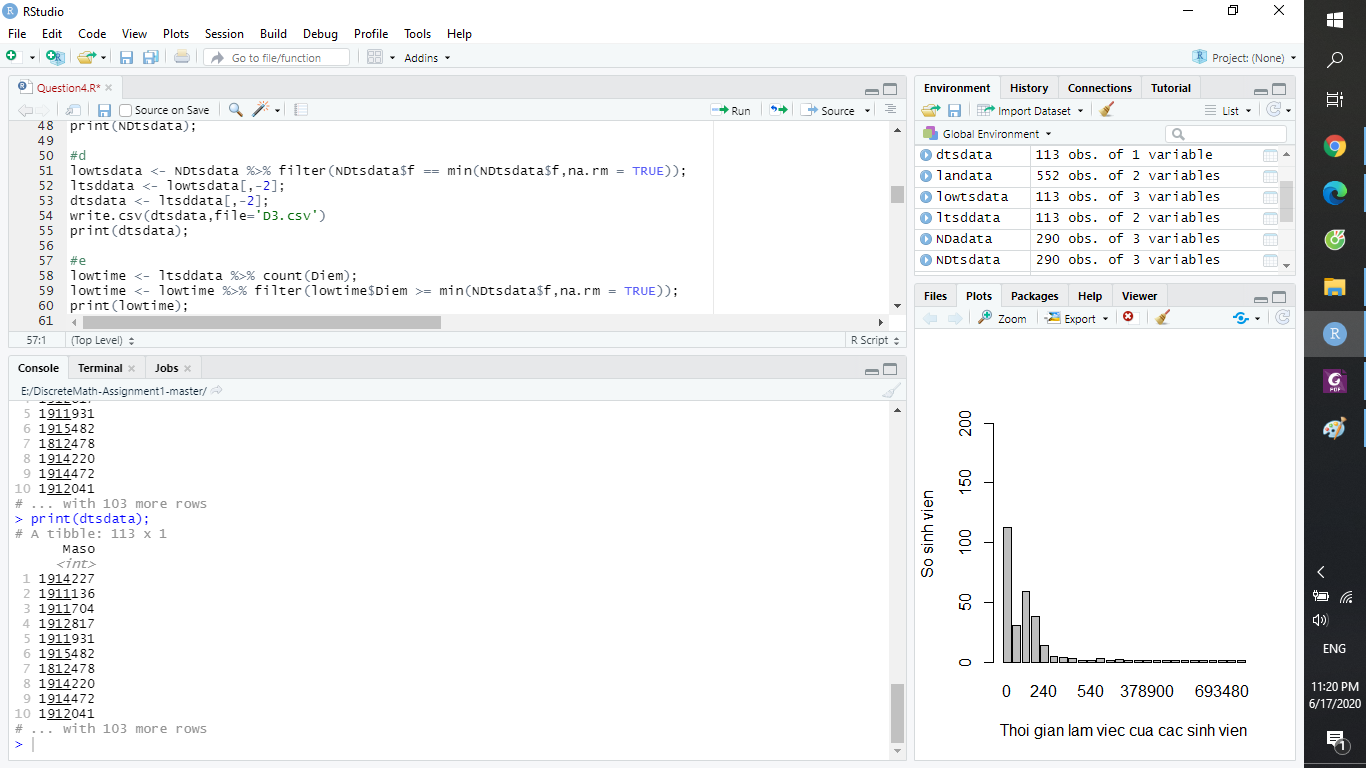 RStudio
File Edit Code View Plots Session Build Debug Profile Tools Help
Go to file/function Addins Project: (None)
Question4.R*
Source on Save Run Source
48 print(NDtsdata);
49
50 #d
51 lowtsdata <- NDtsdata %>% filter(NDtsdata$f == min(NDtsdata$f,na.rm = TRUE));
52 ltsddata <- lowtsdata[,-2];
53 dtsdata <- ltsddata[,-2];
54 write.csv(dtsdata,file='D3.csv')
55 print(dtsdata);
56
57 #e
58 lowtime <- ltsddata %>% count(Diem);
59 lowtime <- lowtime %>% filter(lowtime$Diem >= min(NDtsdata$f,na.rm = TRUE));
60 print(lowtime);
61
57:1 (Top Level) R Script
Console Terminal Jobs
E:/DiscreteMath-Assignment1-master/
4 1912817
5 1911931
6 1915482
7 1812478
8 1914220
9 1914472
10 1912041
# ... with 103 more rows
> print(dtsdata);
# A tibble: 113 x 1
Maso
<int>
1 1914227
2 1911136
3 1911704
4 1912817
5 1911931
6 1915482
7 1812478
8 1914220
9 1914472
10 1912041
# ... with 103 more rows
>
Environment History Connections Tutorial
Import Dataset List
Global Environment
dtsdata 113 obs. of 1 variable
landata 552 obs. of 2 variables
lowtsdata 113 obs. of 3 variables
ltsddata 113 obs. of 2 variables
NDadata 290 obs. of 3 variables
NDtsdata 290 obs. of 3 variables
Files Plots Packages Help Viewer
Zoom Export
So sinh vien
200
150
100
50
0
0 240 540 378900 693480
Thoi gian lam viec cua cac sinh vien
R
PDF
ENG
11:20 PM
6/17/2020
1